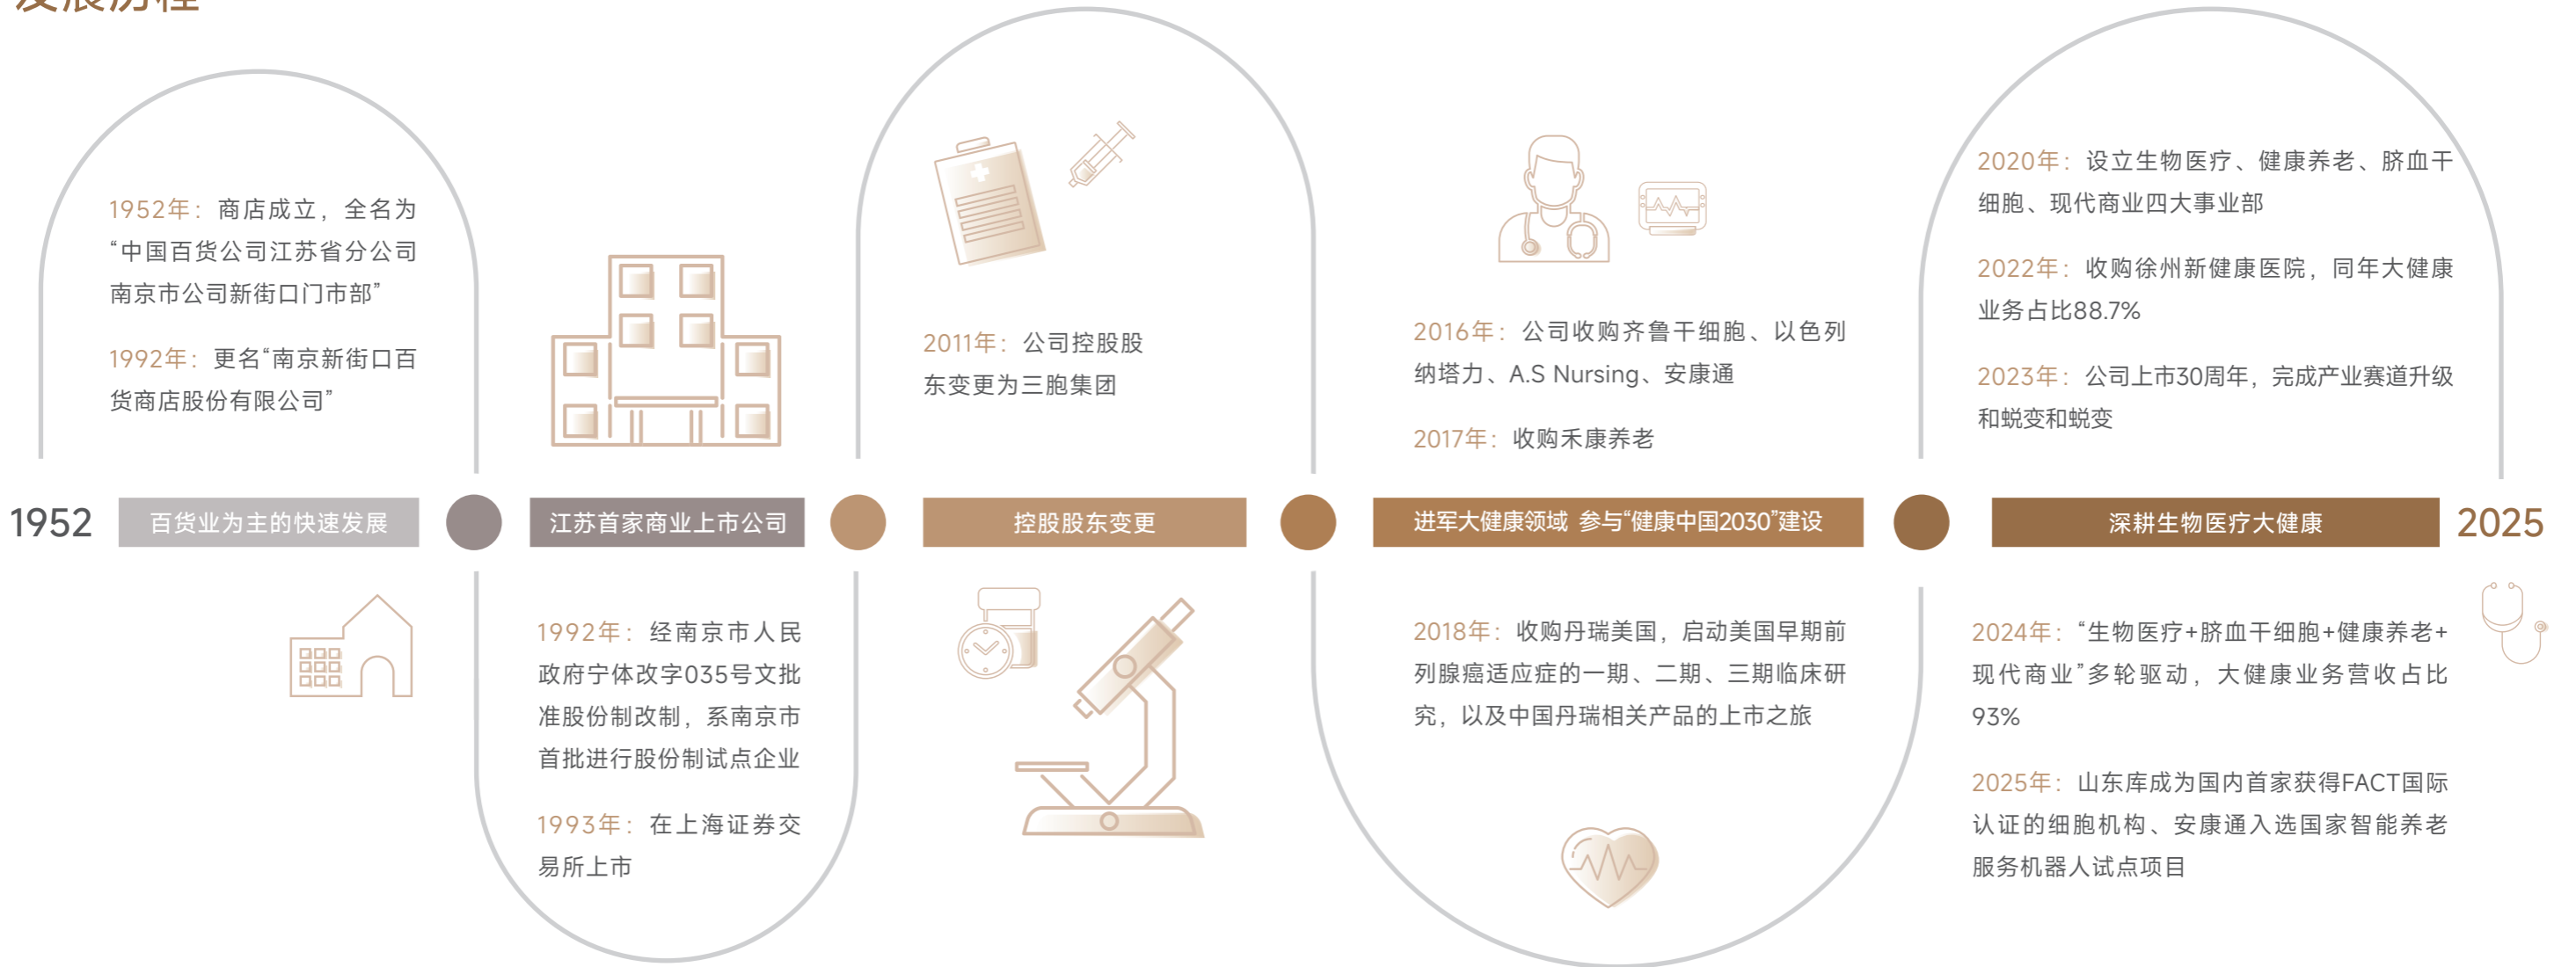 发展历程
1952年：商店成立，全名为
“中国百货公司江苏省分公司
南京市公司新街口门市部”
1992年：更名“南京新街口百
货商店股份有限公司”
2011年：公司控股股
东变更为三胞集团
2016年：公司收购齐鲁干细胞、以色列
纳塔力、A.S Nursing、安康通
2017年：收购禾康养老
2020年：设立生物医疗、健康养老、脐血干
细胞、现代商业四大事业部
2022年：收购徐州新健康医院，同年大健康
业务占比88.7%
2023年：公司上市30周年，完成产业赛道升级
和蜕变和蜕变
1952
百货业为主的快速发展
江苏首家商业上市公司
控股股东变更
进军大健康领域 参与“健康中国2030”建设
深耕生物医疗大健康
2025
1992年：经南京市人民
政府宁体改字035号文批
准股份制改制，系南京市
首批进行股份制试点企业
1993年：在上海证券交
易所上市
2018年：收购丹瑞美国，启动美国早期前
列腺癌适应症的一期、二期、三期临床研
究，以及中国丹瑞相关产品的上市之旅
2024年：“生物医疗+脐血干细胞+健康养老+
现代商业”多轮驱动，大健康业务营收占比
93%
2025年：山东库成为国内首家获得FACT国际
认证的细胞机构、安康通入选国家智能养老
服务机器人试点项目